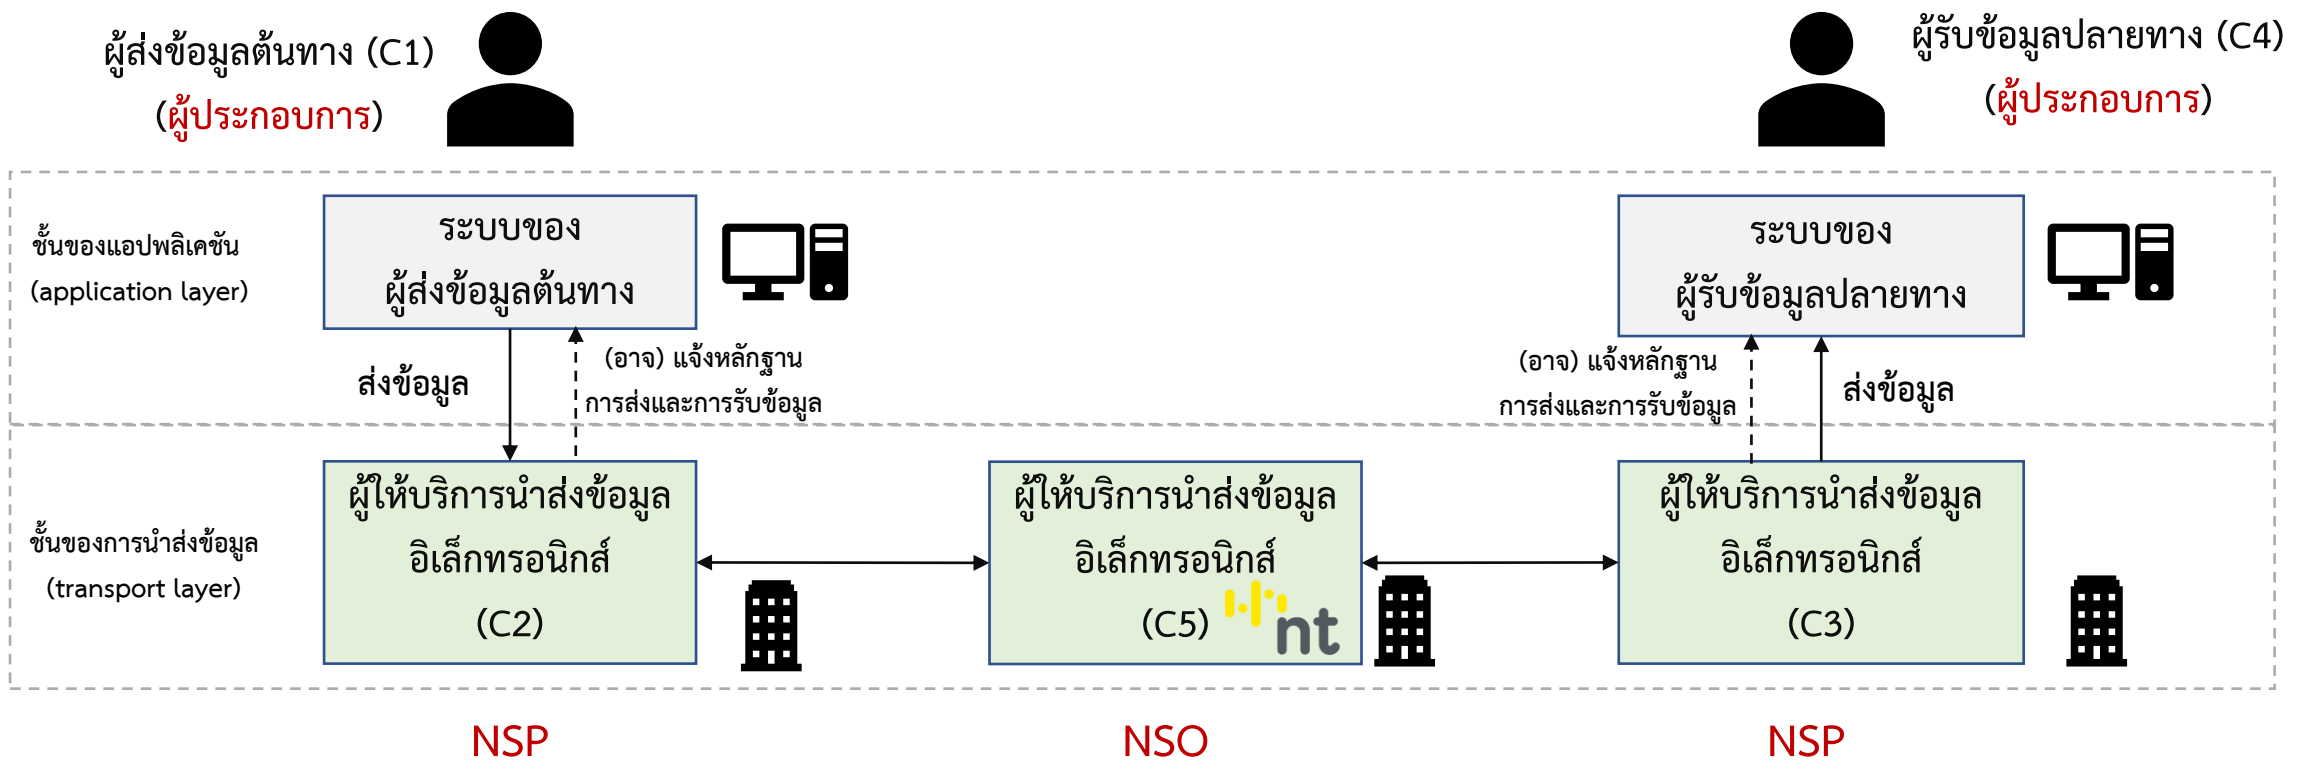 ผู้ส่งข้อมูลต้นทาง (C1)
(ผู้ประกอบการ)
ผู้รับข้อมูลปลายทาง (C4)
(ผู้ประกอบการ)
ชั้นของแอปพลิเคชัน
(application layer)
ระบบของ
ผู้ส่งข้อมูลต้นทาง
ระบบของ
ผู้รับข้อมูลปลายทาง
ส่งข้อมูล
(อาจ) แจ้งหลักฐาน
การส่งและการรับข้อมูล
(อาจ) แจ้งหลักฐาน
การส่งและการรับข้อมูล
ส่งข้อมูล
ชั้นของการนำส่งข้อมูล
(transport layer)
ผู้ให้บริการนำส่งข้อมูล
อิเล็กทรอนิกส์
(C2)
ผู้ให้บริการนำส่งข้อมูล
อิเล็กทรอนิกส์
(C5)
nt
ผู้ให้บริการนำส่งข้อมูล
อิเล็กทรอนิกส์
(C3)
NSP
NSO
NSP